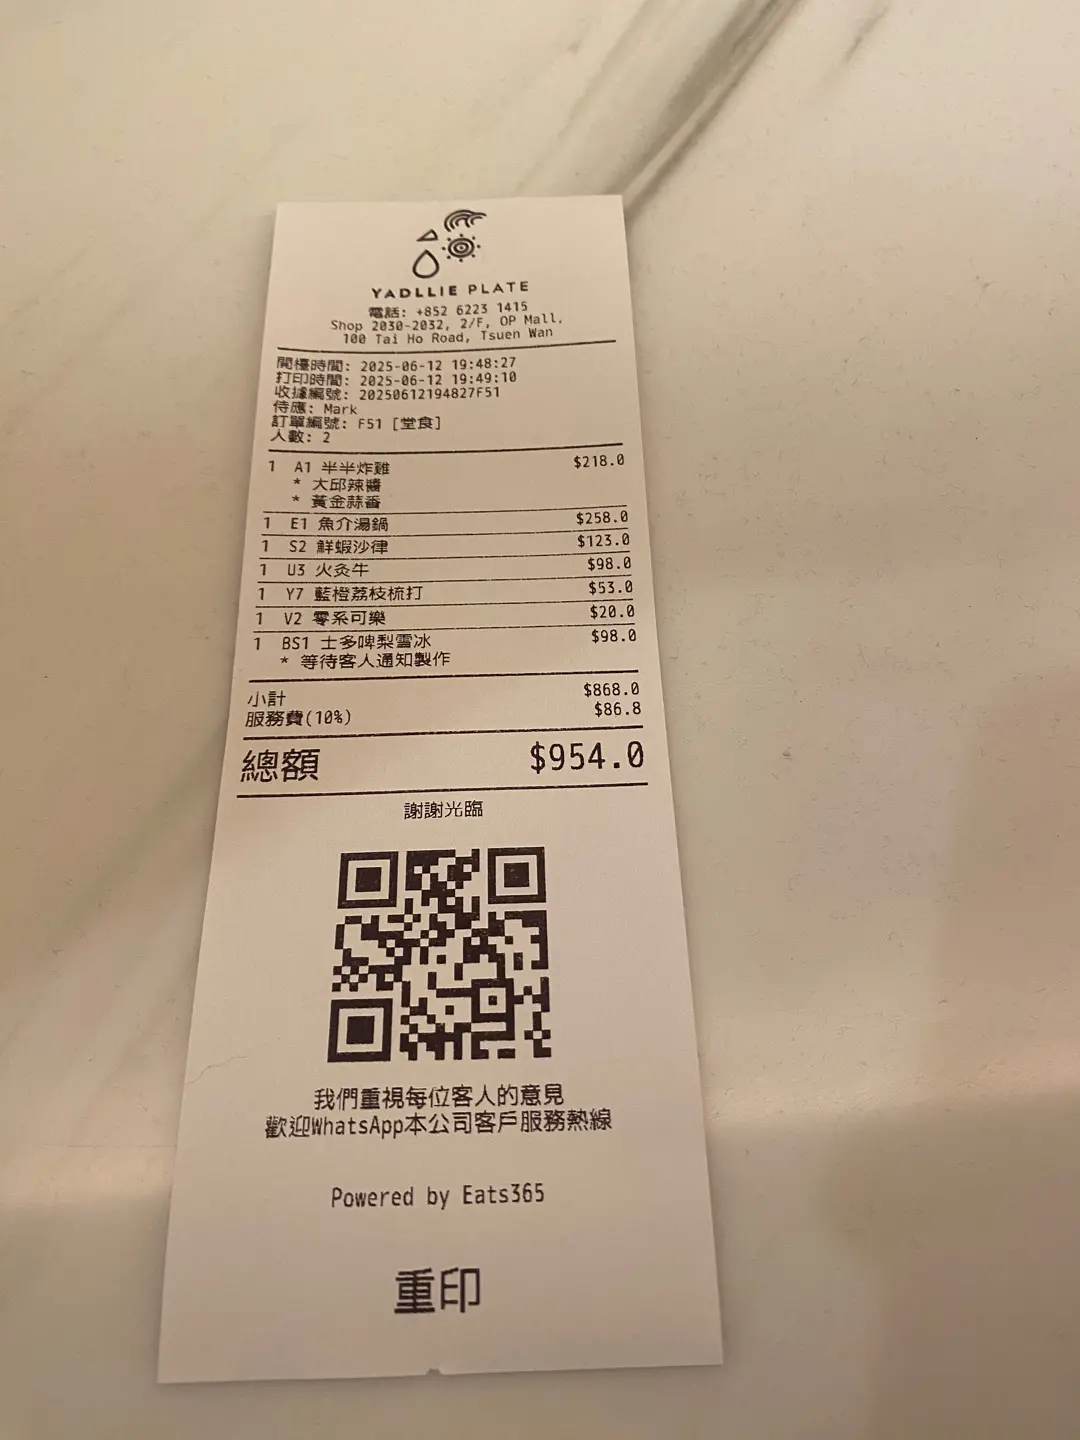 YADLLIE PLATE
電話: +852 6223 1415
Shop 2030-2032, 2/F, OP Mall,
100 Tai Ho Road, Tsuen Wan
開檯時間: 2025-06-12 19:48:27
打印時間: 2025-06-12 19:49:10
收據編號: 20250612194827F51
侍應: Mark
訂單編號: F51 [堂食]
人數: 2
1 A1 半半炸雞 $218.0
* 大邱辣醬
* 黃金蒜香
1 E1 魚介湯鍋 $258.0
1 S2 鮮蝦沙律 $123.0
1 U3 火灸牛 $98.0
1 Y7 藍橙荔枝梳打 $53.0
1 V2 零系可樂 $20.0
1 BS1 士多啤梨雪冰 $98.0
* 等待客人通知製作
小計 $868.0
服務費(10%) $86.8
總額 $954.0
謝謝光臨
我們重視每位客人的意見
歡迎WhatsApp本公司客戶服務熱線
Powered by Eats365
重印